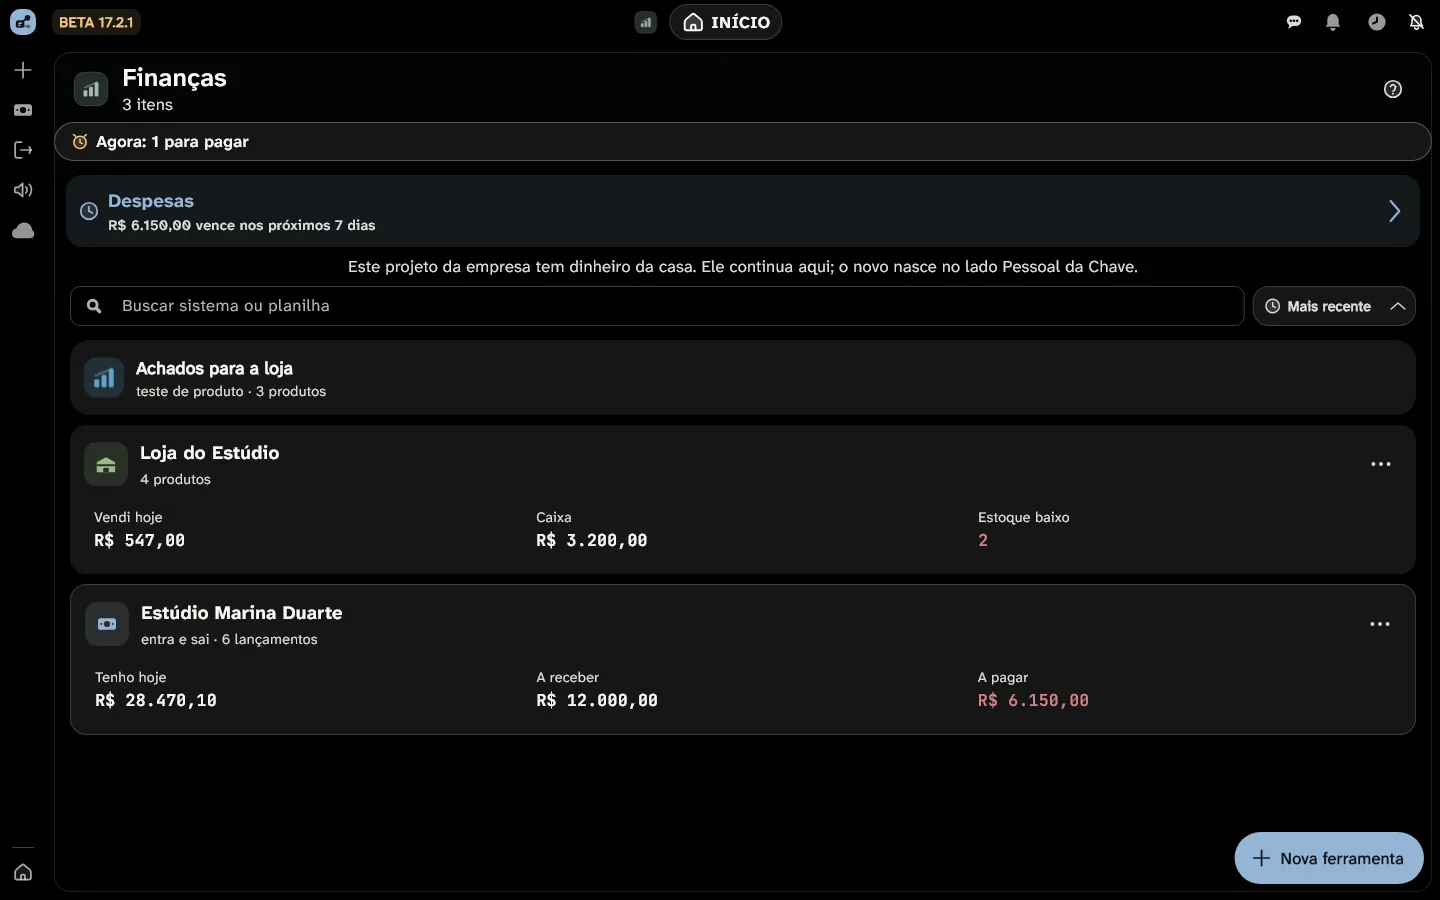 BETA 17.2.1
INÍCIO
Finanças
3 itens
Agora: 1 para pagar
Despesas
R$ 6.150,00 vence nos próximos 7 dias
Este projeto da empresa tem dinheiro da casa. Ele continua aqui; o novo nasce no lado Pessoal da Chave.
Buscar sistema ou planilha
Mais recente
Achados para a loja
teste de produto · 3 produtos
Loja do Estúdio
4 produtos
Vendi hoje
Caixa
Estoque baixo
R$ 547,00
R$ 3.200,00
2
Estúdio Marina Duarte
entra e sai · 6 lançamentos
Tenho hoje
A receber
A pagar
R$ 28.470,10
R$ 12.000,00
R$ 6.150,00
Nova ferramenta